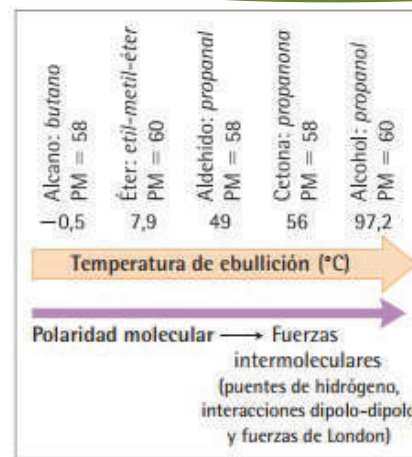 Alcano: butano
PM = 58
Éter: etil-metil-éter
PM = 60
Aldehído: propanal
PM = 58
Cetona: propanona
PM = 58
Alcohol: propanol
PM = 60
−0,5 7,9 49 56 97,2
Temperatura de ebullición (°C)
Polaridad molecular ⟶ Fuerzas
intermoleculares
(puentes de hidrógeno,
interacciones dipolo-dipolo
y fuerzas de London)